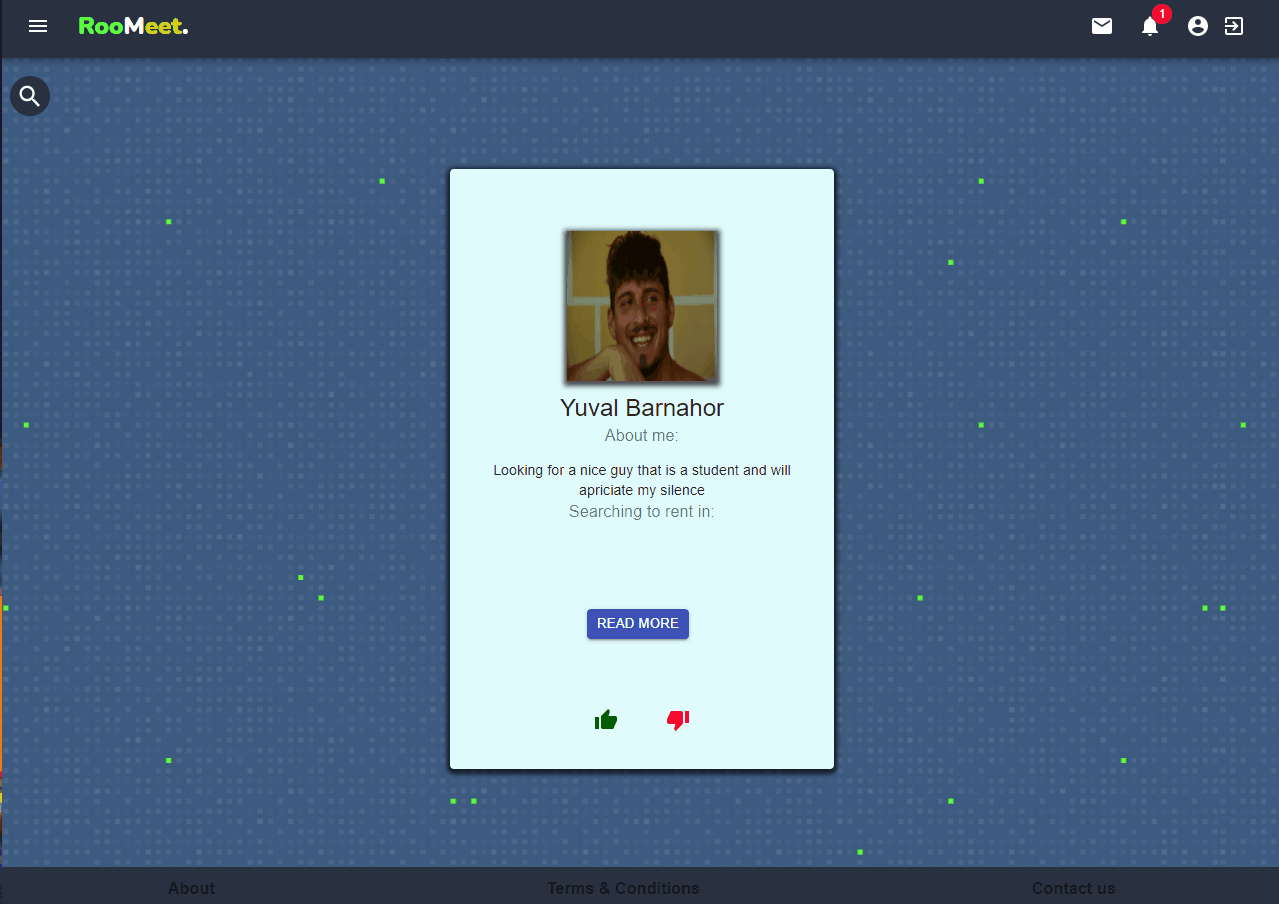 RooMeet.
1
Yuval Barnahor
About me:
Looking for a nice guy that is a student and will
apriciate my silence
Searching to rent in:
READ MORE
About
Terms & Conditions
Contact us